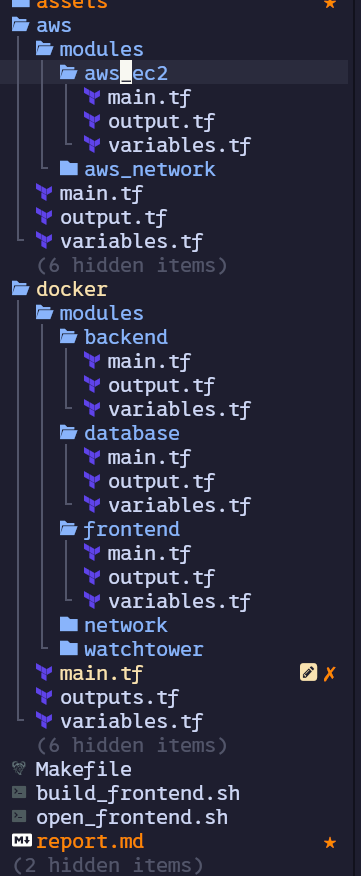 assets
aws
modules
aws_ec2
main.tf
output.tf
variables.tf
aws_network
main.tf
output.tf
variables.tf
(6 hidden items)
docker
modules
backend
main.tf
output.tf
variables.tf
database
main.tf
output.tf
variables.tf
frontend
main.tf
output.tf
variables.tf
network
watchtower
main.tf
outputs.tf
variables.tf
(6 hidden items)
Makefile
build_frontend.sh
open_frontend.sh
report.md
(2 hidden items)